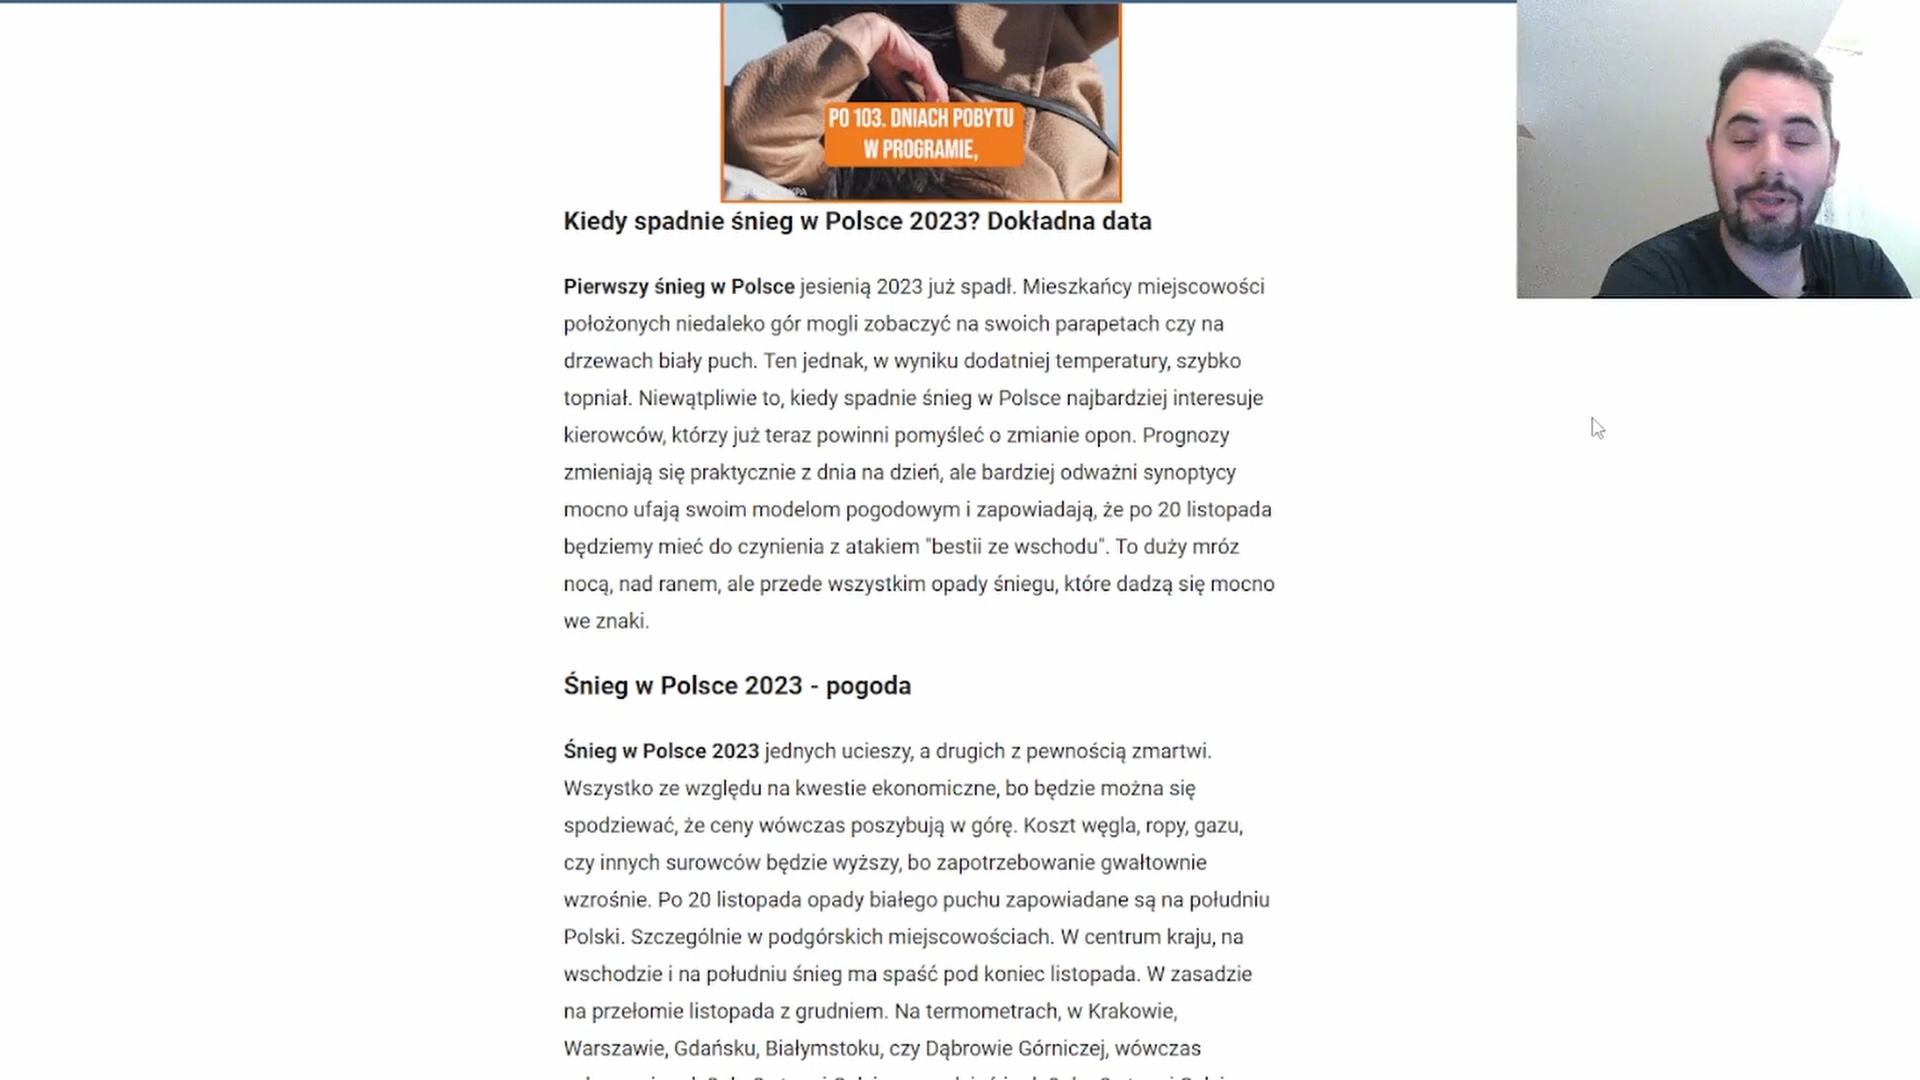 PO 103. DNIACH POBYTU
W PROGRAMIE,
Kiedy spadnie śnieg w Polsce 2023? Dokładna data
Pierwszy śnieg w Polsce jesienią 2023 już spadł. Mieszkańcy miejscowości
położonych niedaleko gór mogli zobaczyć na swoich parapetach czy na
drzewach biały puch. Ten jednak, w wyniku dodatniej temperatury, szybko
topniał. Niewątpliwie to, kiedy spadnie śnieg w Polsce najbardziej interesuje
kierowców, którzy już teraz powinni pomyśleć o zmianie opon. Prognozy
zmieniają się praktycznie z dnia na dzień, ale bardziej odważni synoptycy
mocno ufają swoim modelom pogodowym i zapowiadają, że po 20 listopada
będziemy mieć do czynienia z atakiem "bestii ze wschodu". To duży mróz
nocą, nad ranem, ale przede wszystkim opady śniegu, które dadzą się mocno
we znaki.
Śnieg w Polsce 2023 - pogoda
Śnieg w Polsce 2023 jednych ucieszy, a drugich z pewnością zmartwi.
Wszystko ze względu na kwestie ekonomiczne, bo będzie można się
spodziewać, że ceny wówczas poszybują w górę. Koszt węgla, ropy, gazu,
czy innych surowców będzie wyższy, bo zapotrzebowanie gwałtownie
wzrośnie. Po 20 listopada opady białego puchu zapowiadane są na południu
Polski. Szczególnie w podgórskich miejscowościach. W centrum kraju, na
wschodzie i na południu śnieg ma spaść pod koniec listopada. W zasadzie
na przełomie listopada z grudniem. Na termometrach, w Krakowie,
Warszawie, Gdańsku, Białymstoku, czy Dąbrowie Górniczej, wówczas